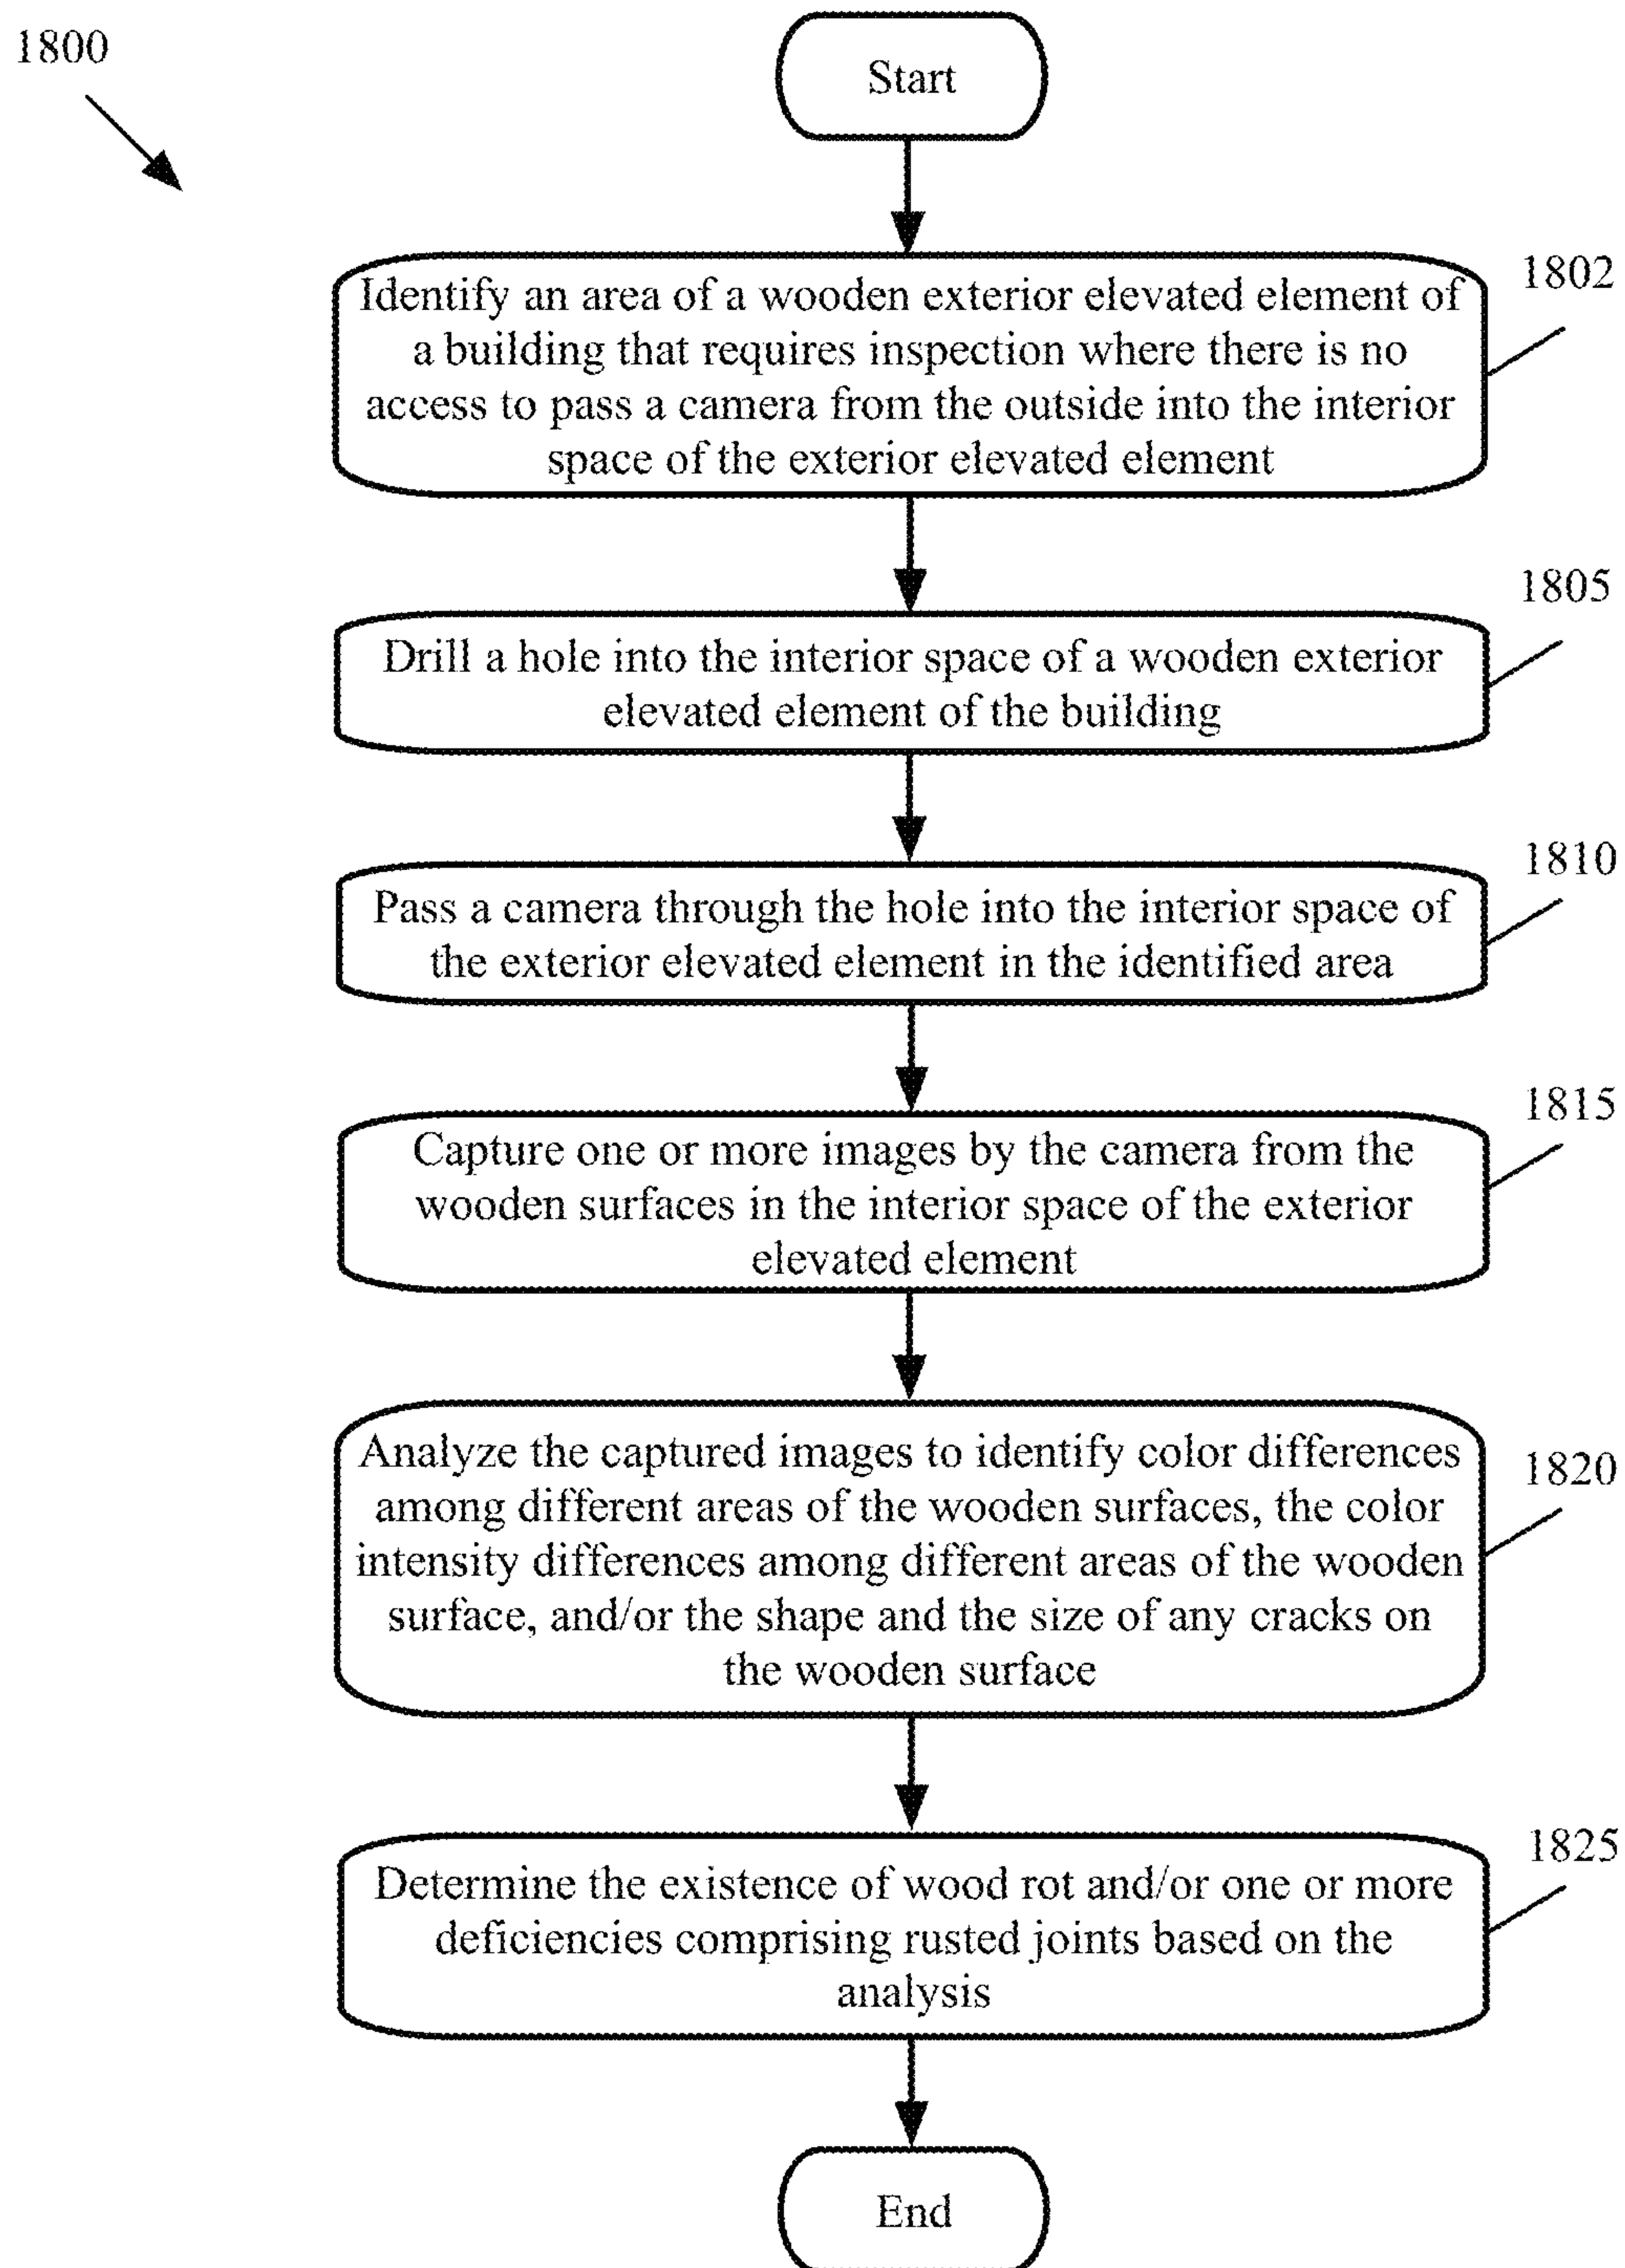 1800
Start
1802
Identify an area of a wooden exterior elevated element of
a building that requires inspection where there is no
access to pass a camera from the outside into the interior
space of the exterior elevated element
1805
Drill a hole into the interior space of a wooden exterior
elevated element of the building
1810
Pass a camera through the hole into the interior space of
the exterior elevated element in the identified area
1815
Capture one or more images by the camera from the
wooden surfaces in the interior space of the exterior
elevated element
1820
Analyze the captured images to identify color differences
among different areas of the wooden surfaces, the color
intensity differences among different areas of the wooden
surface, and/or the shape and the size of any cracks on
the wooden surface
1825
Determine the existence of wood rot and/or one or more
deficiencies comprising rusted joints based on the
analysis
End